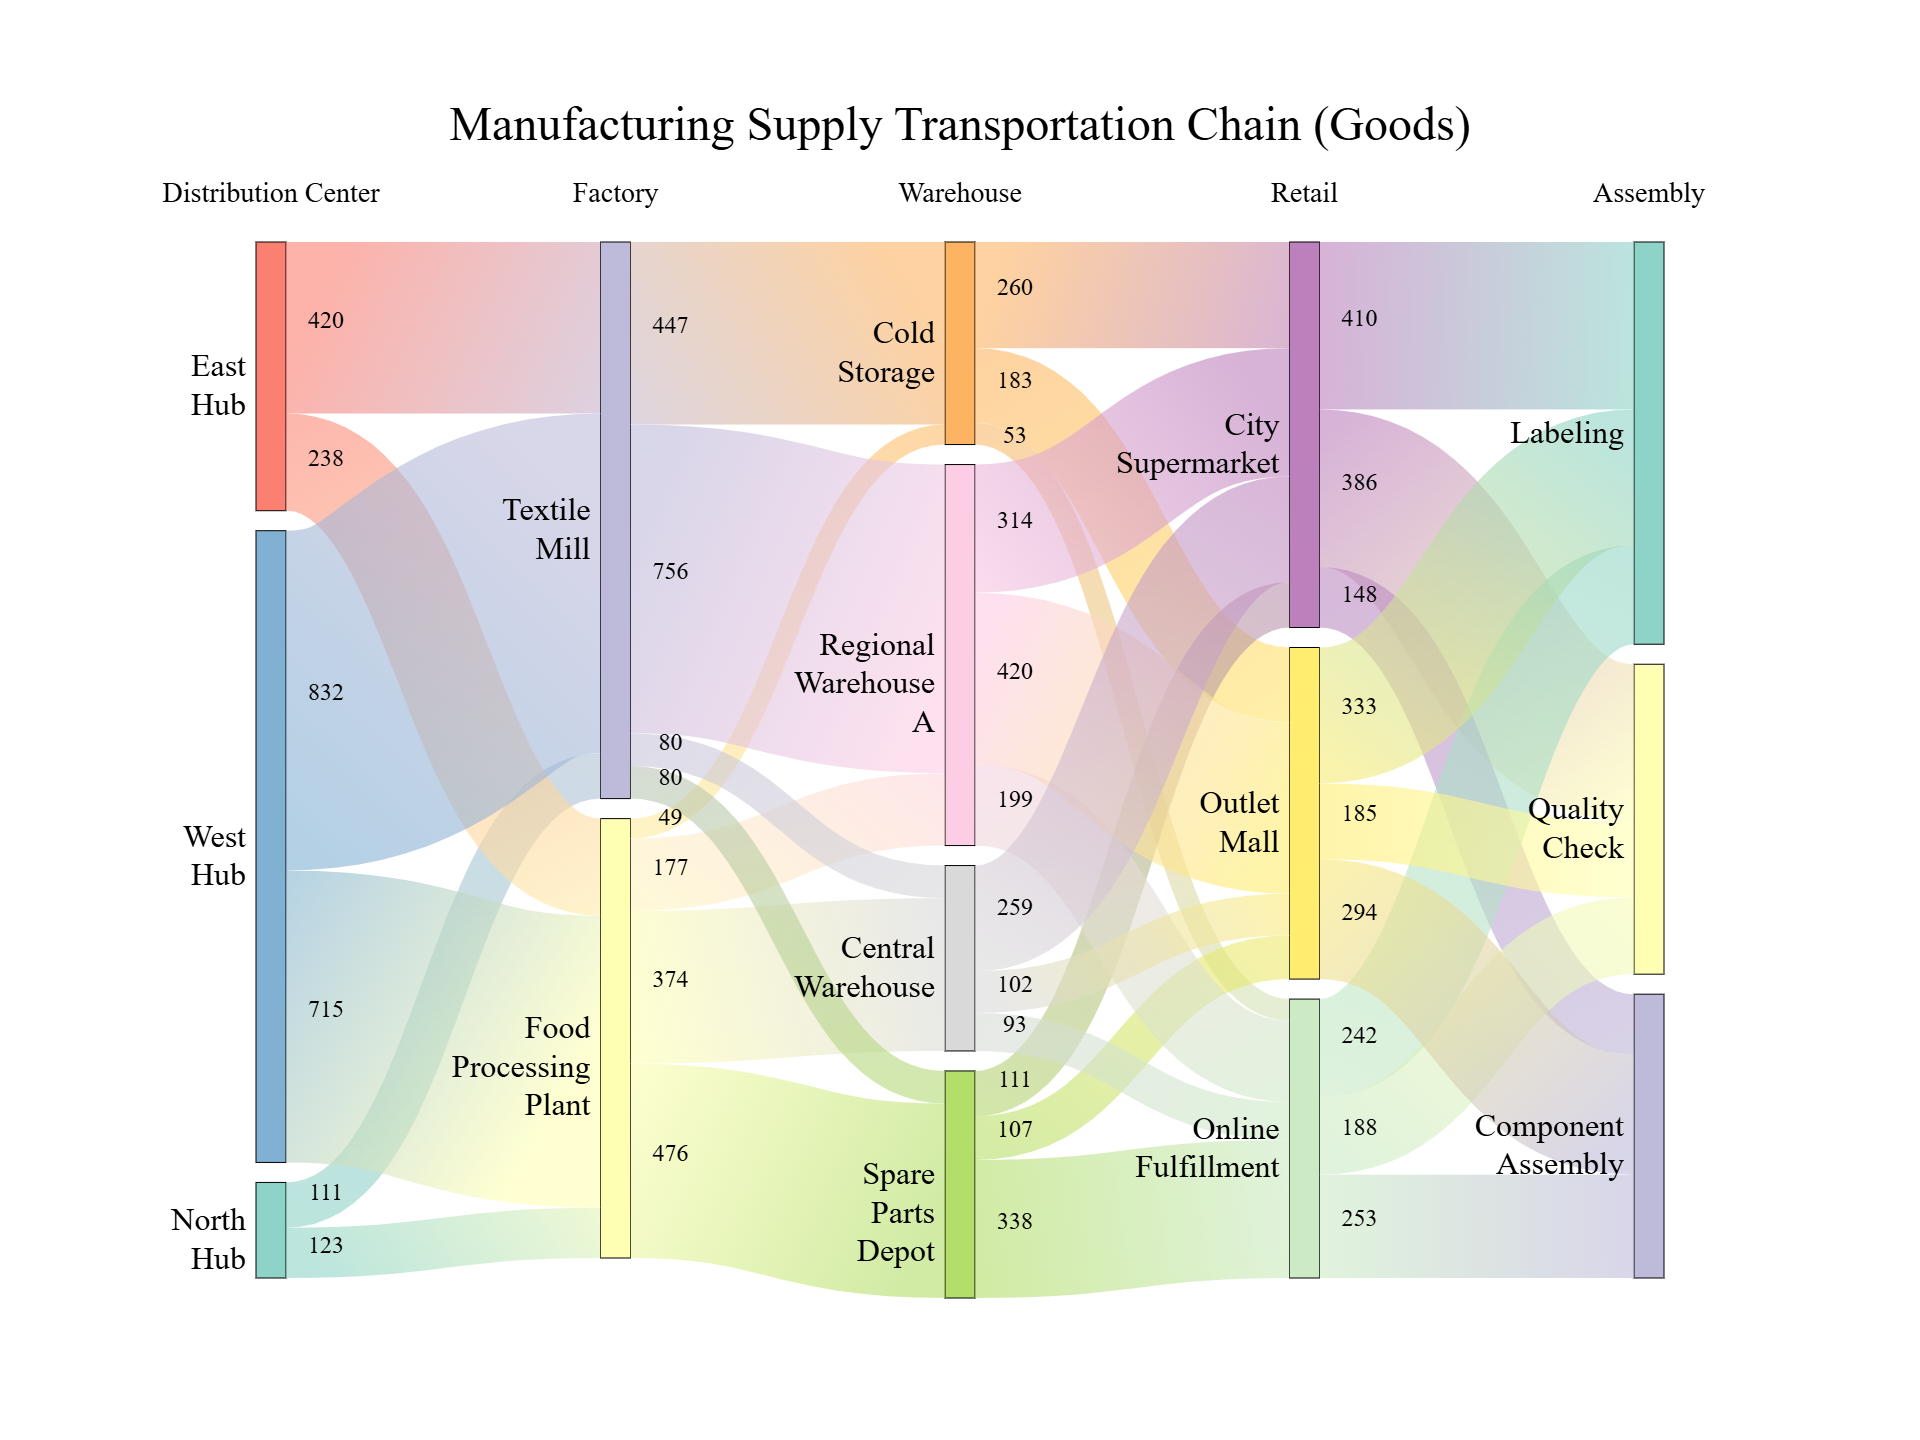 Manufacturing Supply Transportation Chain (Goods)
Distribution Center
Factory
Warehouse
Retail
Assembly
East
Hub
West
Hub
North
Hub
420
238
832
715
111
123
Textile
Mill
Food
Processing
Plant
447
756
80
80
49
177
374
476
Cold
Storage
Regional
Warehouse
A
Central
Warehouse
Spare
Parts
Depot
260
183
53
314
420
199
259
102
93
111
107
338
City
Supermarket
Outlet
Mall
Online
Fulfillment
410
386
148
333
185
294
242
188
253
Labeling
Quality
Check
Component
Assembly